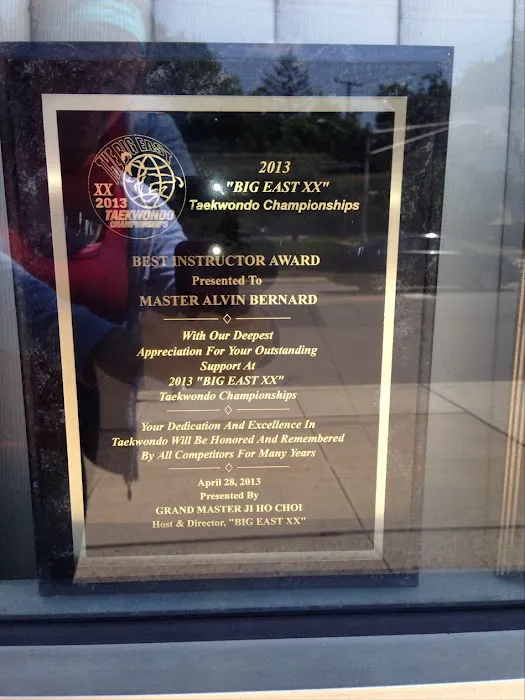 THE BIG EAST
XX
2013
TAEKWONDO
CHAMPIONSHIPS
2013
"BIG EAST XX"
Taekwondo Championships
BEST INSTRUCTOR AWARD
Presented To
MASTER ALVIN BERNARD
With Our Deepest
Appreciation For Your Outstanding
Support At
2013 "BIG EAST XX"
Taekwondo Championships
Your Dedication And Excellence In
Taekwondo Will Be Honored And Remembered
By All Competitors For Many Years
April 28, 2013
Presented By
GRAND MASTER JI HO CHOI
Host & Director, "BIG EAST XX"